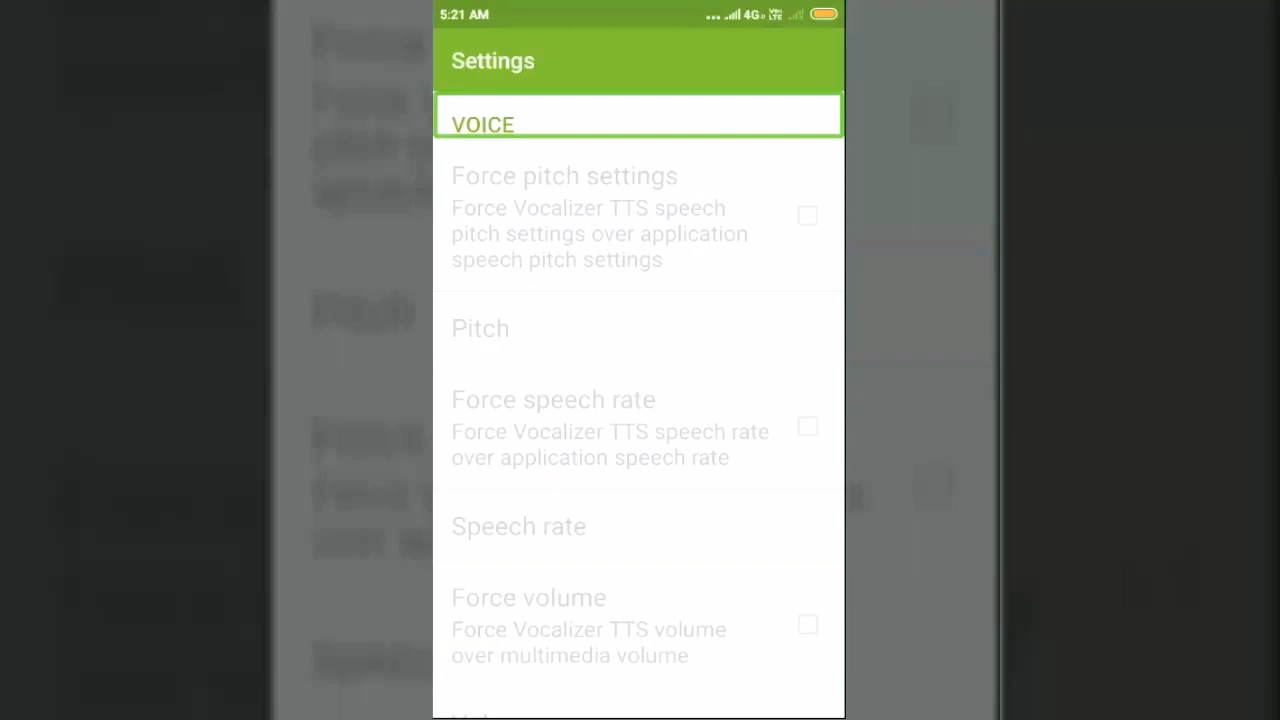 5:21 AM
4G
VoLTE
Settings
VOICE
Force pitch settings
Force Vocalizer TTS speech
pitch settings over application
speech pitch settings
Pitch
Force speech rate
Force Vocalizer TTS speech rate
over application speech rate
Speech rate
Force volume
Force Vocalizer TTS volume
over multimedia volume